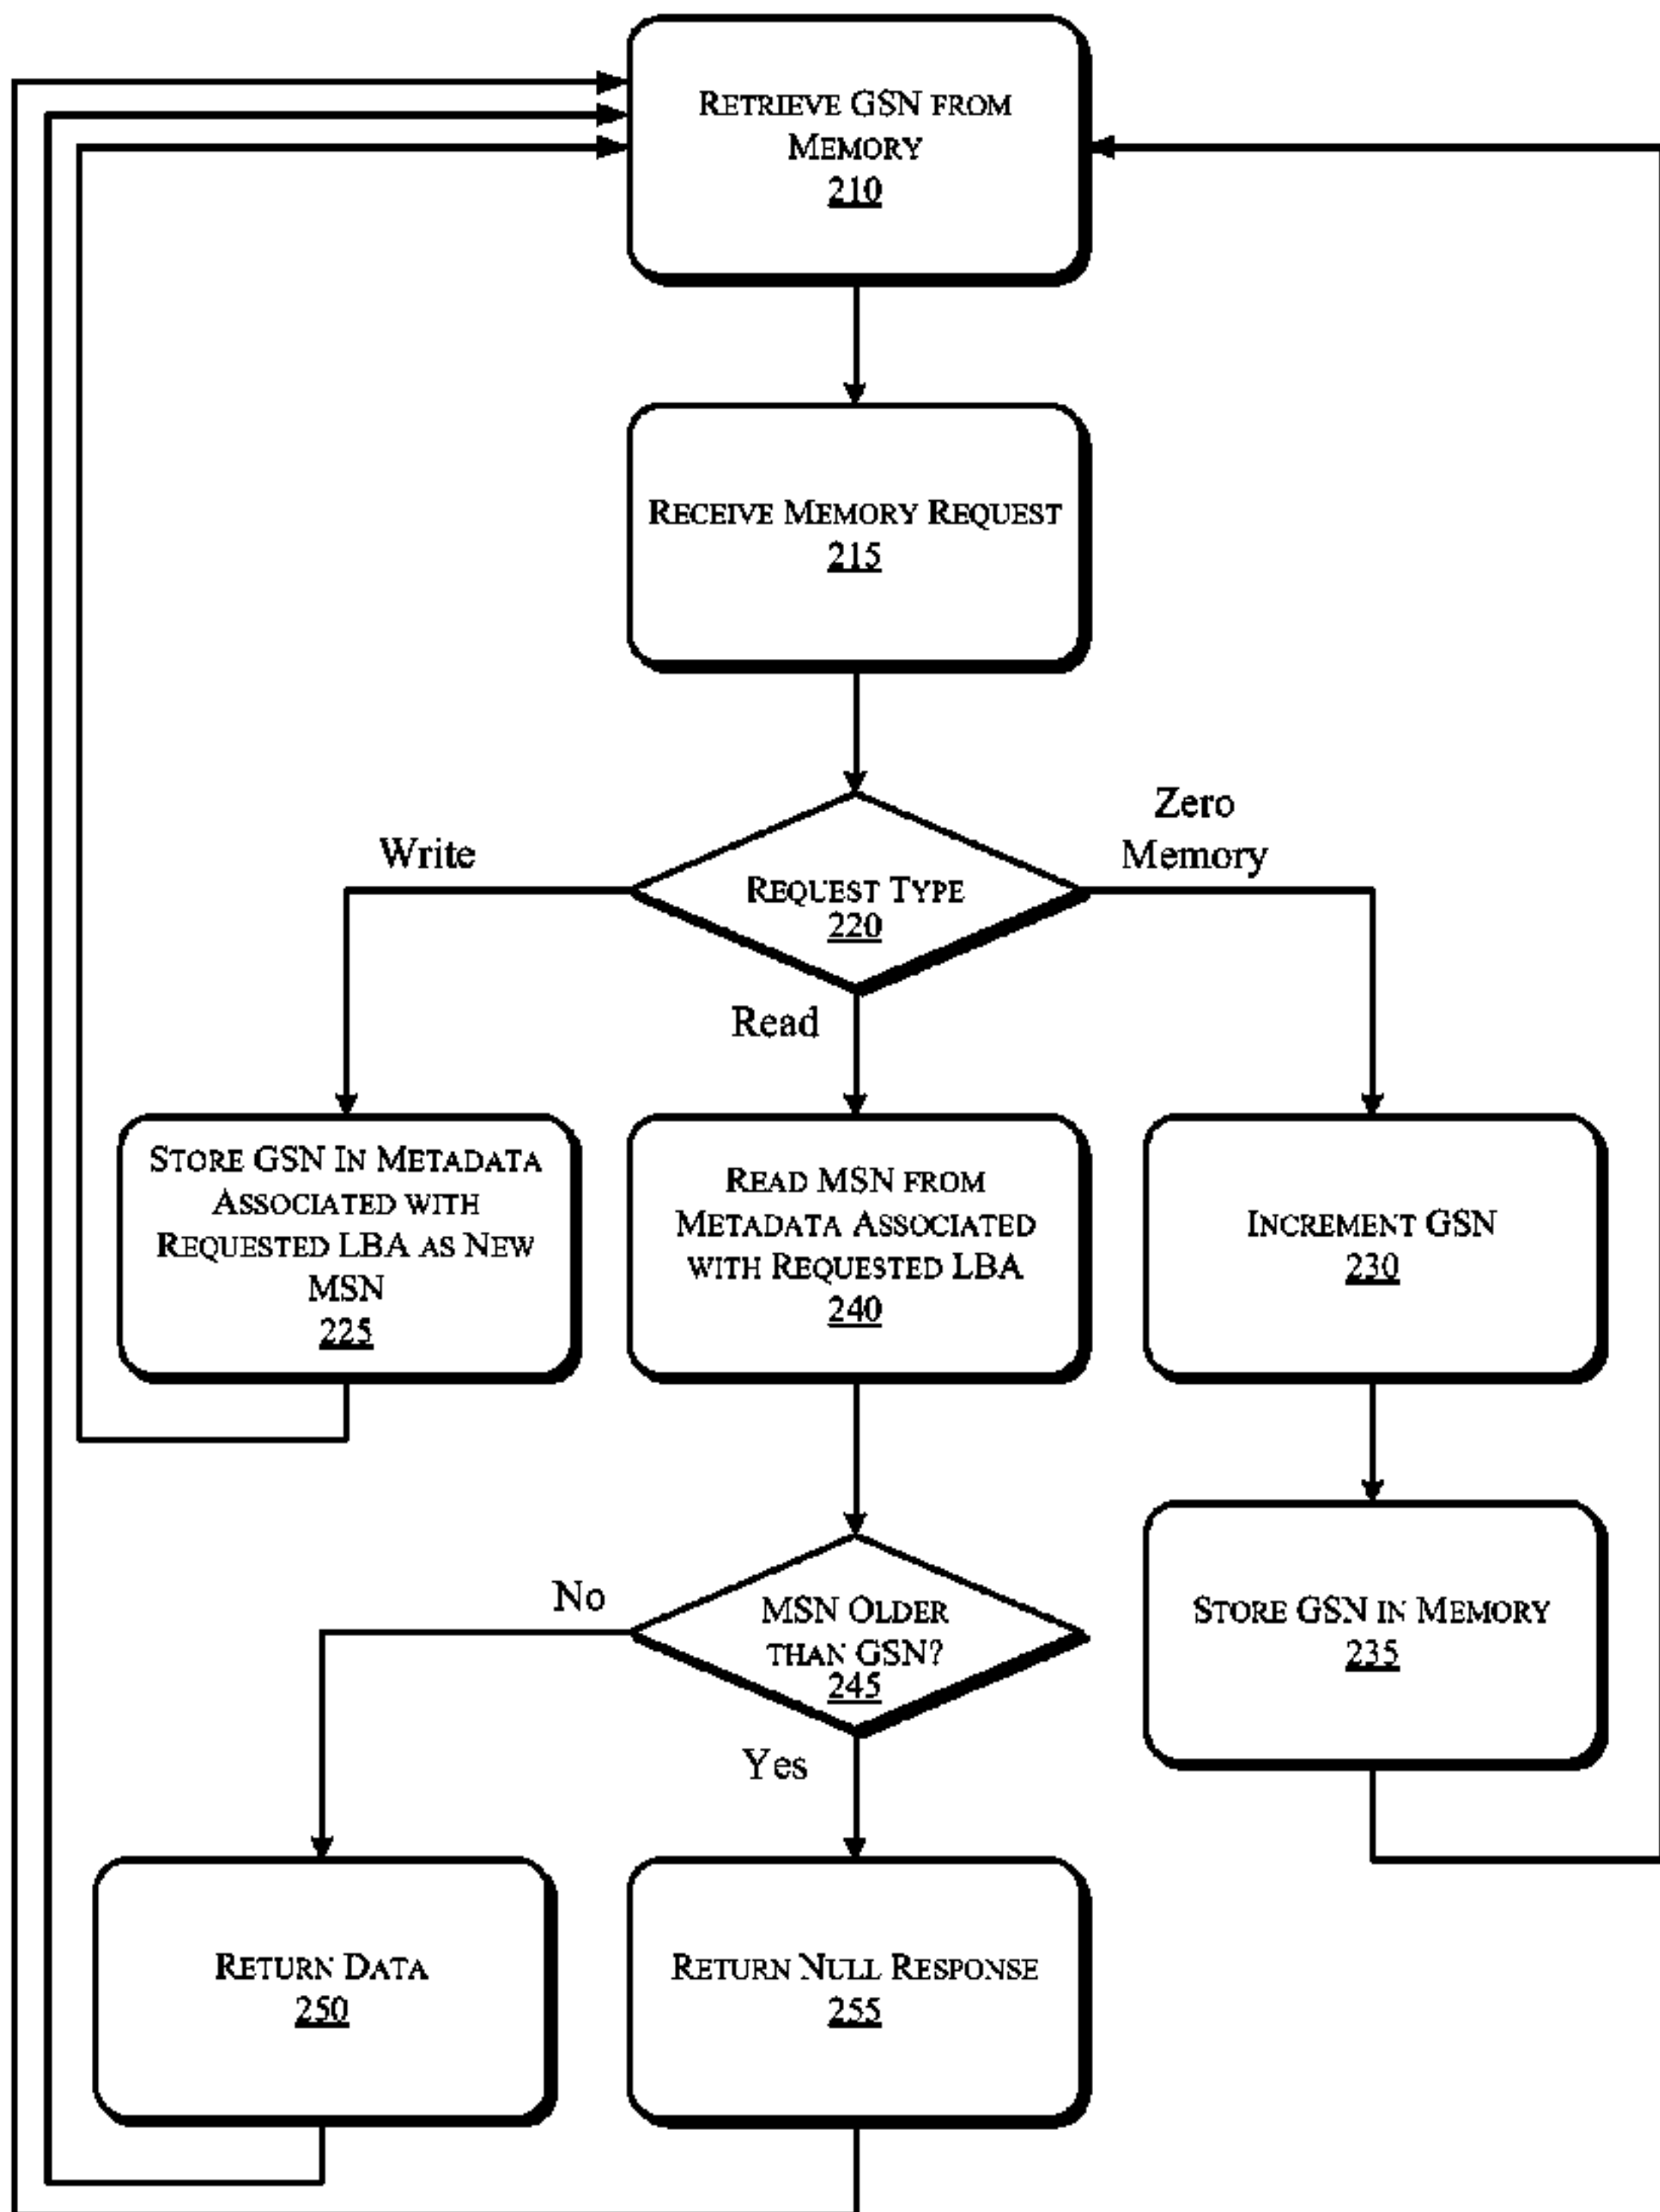 RETRIEVE GSN FROM
MEMORY
210
RECEIVE MEMORY REQUEST
215
Zero
Memory
Write
REQUEST TYPE
220
Read
STORE GSN IN METADATA
ASSOCIATED WITH
REQUESTED LBA AS NEW
MSN
225
READ MSN FROM
METADATA ASSOCIATED
WITH REQUESTED LBA
240
INCREMENT GSN
230
No
MSN OLDER
THAN GSN?
245
Yes
STORE GSN IN MEMORY
235
RETURN DATA
250
RETURN NULL RESPONSE
255